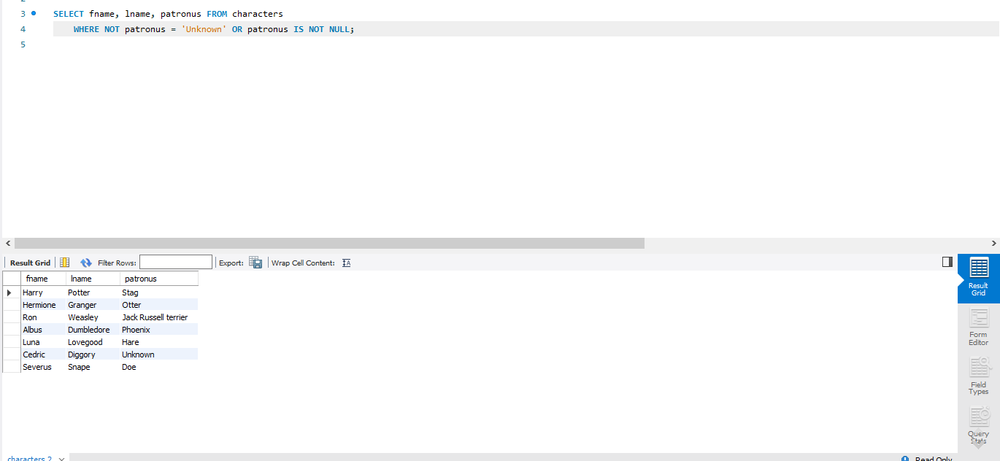 3 SELECT fname, lname, patronus FROM characters
4 WHERE NOT patronus = 'Unknown' OR patronus IS NOT NULL;
5
Result Grid Filter Rows: Export: Wrap Cell Content:
fname lname patronus
Harry Potter Stag
Hermione Granger Otter
Ron Weasley Jack Russell terrier
Albus Dumbledore Phoenix
Luna Lovegood Hare
Cedric Diggory Unknown
Severus Snape Doe
Result
Grid
Form
Editor
Field
Types
Query
Stats
characters 2 Read Only